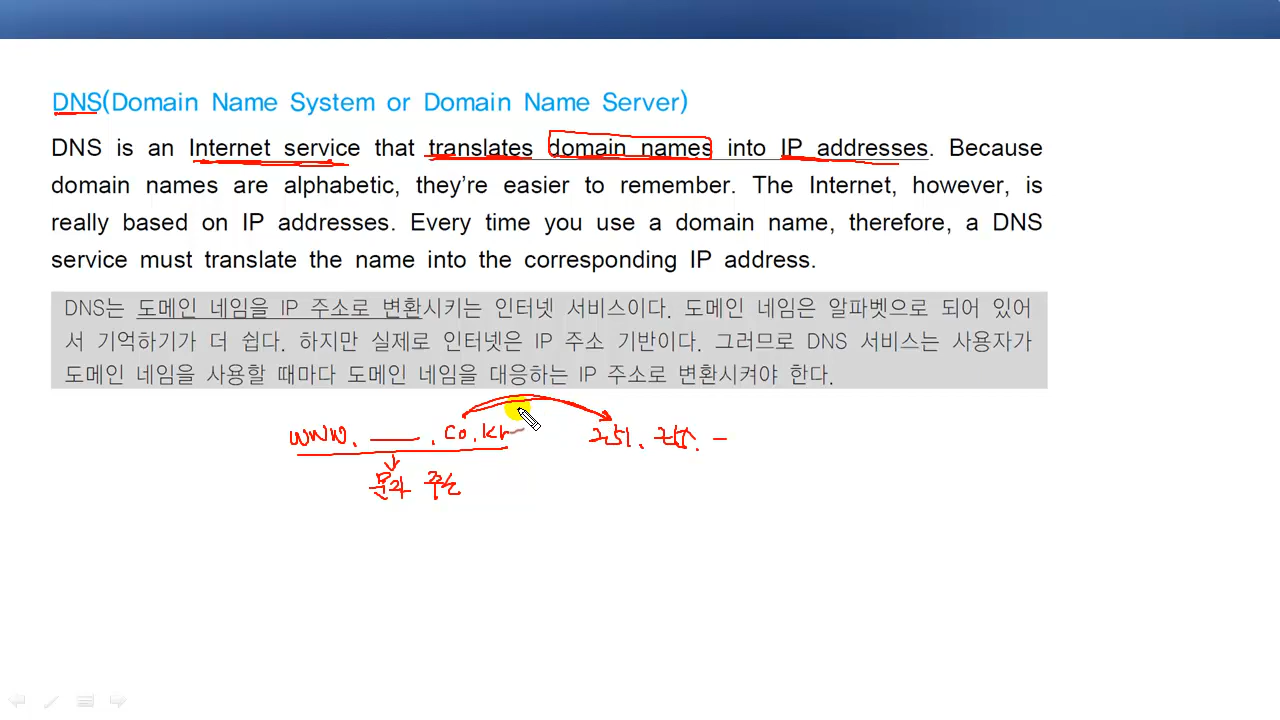 DNS(Domain Name System or Domain Name Server)
DNS is an Internet service that translates domain names into IP addresses. Because
domain names are alphabetic, they're easier to remember. The Internet, however, is
really based on IP addresses. Every time you use a domain name, therefore, a DNS
service must translate the name into the corresponding IP address.
DNS는 도메인 네임을 IP 주소로 변환시키는 인터넷 서비스이다. 도메인 네임은 알파벳으로 되어 있어
서 기억하기가 더 쉽다. 하지만 실제로 인터넷은 IP 주소 기반이다. 그러므로 DNS 서비스는 사용자가
도메인 네임을 사용할 때마다 도메인 네임을 대응하는 IP 주소로 변환시켜야 한다.
www. ___ . co.kr 251.
문자 주소